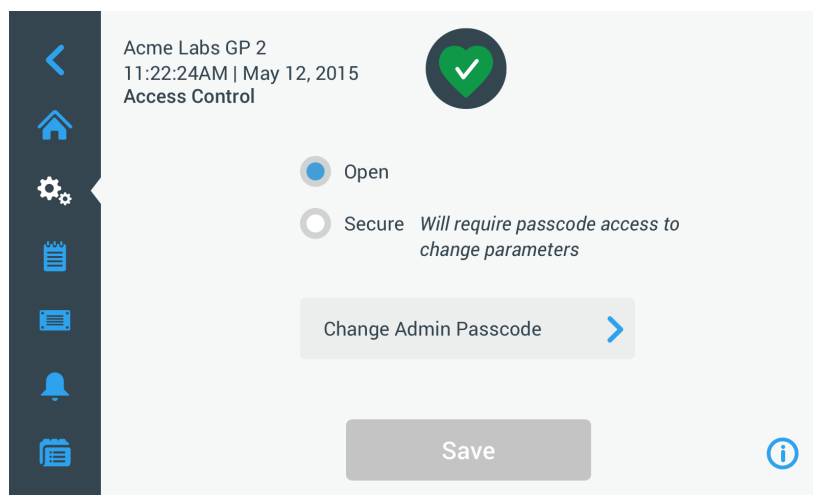 Acme Labs GP 2
11:22:24AM | May 12, 2015
Access Control
Open
Secure Will require passcode access to
change parameters
Change Admin Passcode
Save